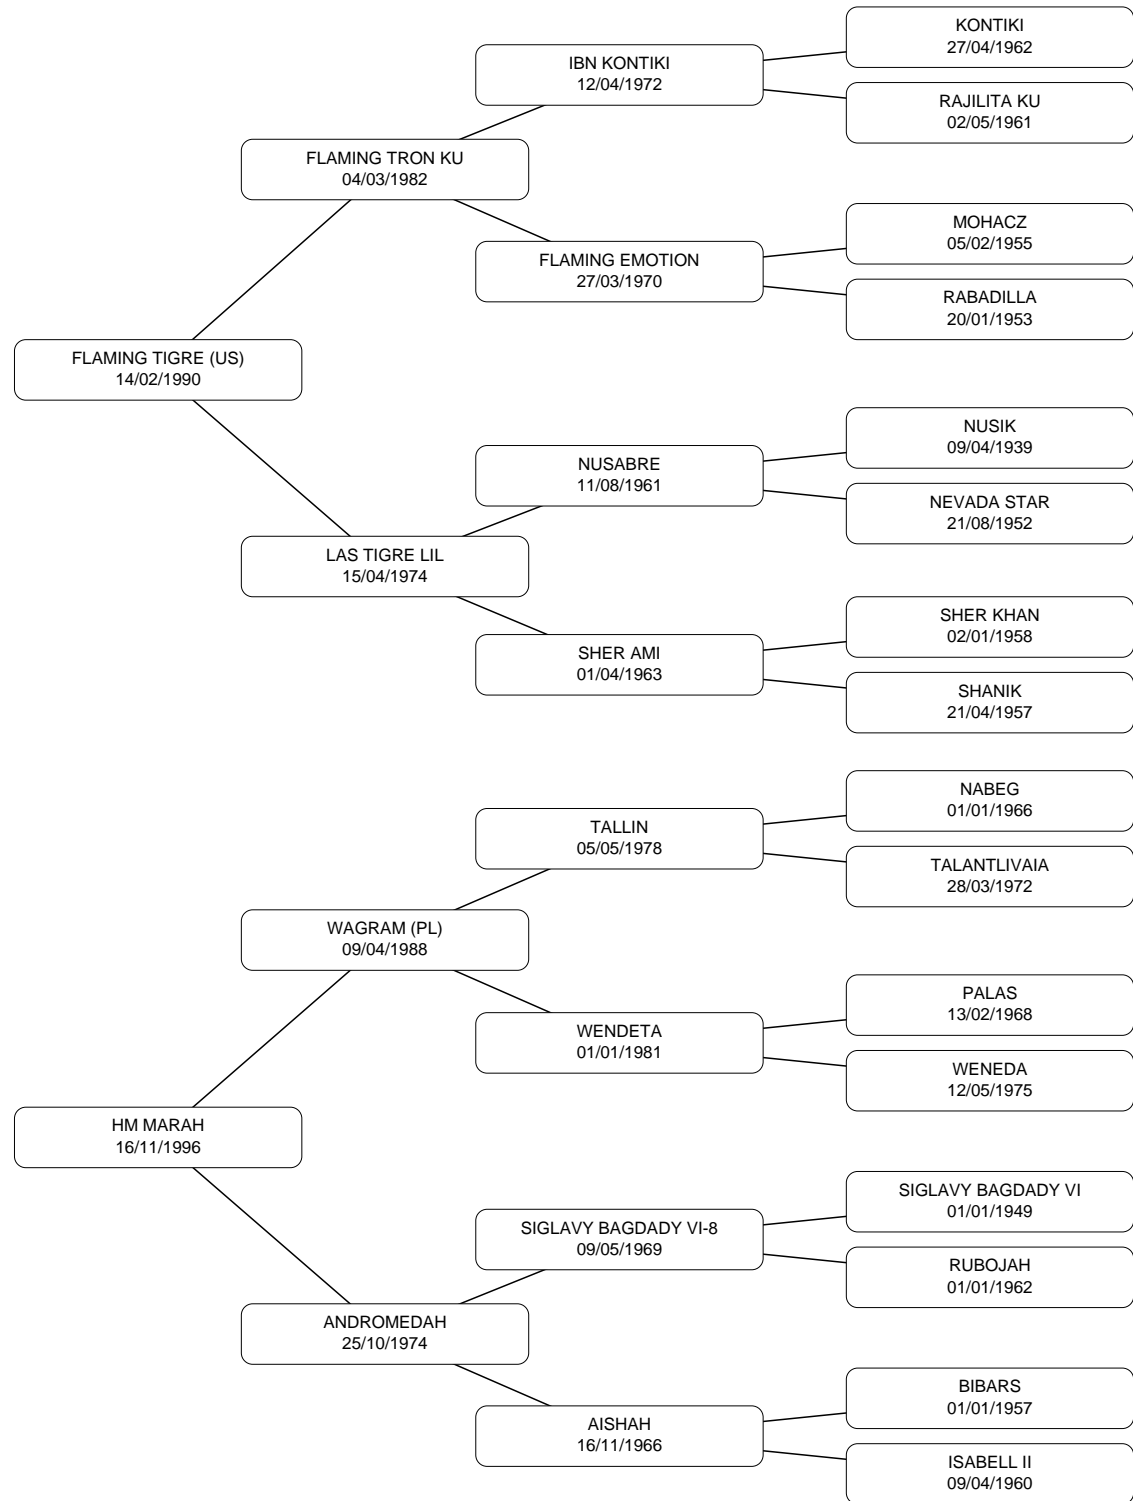 KONTIKI
27/04/1962
IBN KONTIKI
12/04/1972
RAJILITA KU
02/05/1961
FLAMING TRON KU
04/03/1982
MOHACZ
05/02/1955
FLAMING EMOTION
27/03/1970
RABADILLA
20/01/1953
FLAMING TIGRE (US)
14/02/1990
NUSIK
09/04/1939
NUSABRE
11/08/1961
NEVADA STAR
21/08/1952
LAS TIGRE LIL
15/04/1974
SHER KHAN
02/01/1958
SHER AMI
01/04/1963
SHANIK
21/04/1957
NABEG
01/01/1966
TALLIN
05/05/1978
TALANTLIVAIA
28/03/1972
WAGRAM (PL)
09/04/1988
PALAS
13/02/1968
WENDETA
01/01/1981
WENEDA
12/05/1975
HM MARAH
16/11/1996
SIGLAVY BAGDADY VI
01/01/1949
SIGLAVY BAGDADY VI-8
09/05/1969
RUBOJAH
01/01/1962
ANDROMEDAH
25/10/1974
BIBARS
01/01/1957
AISHAH
16/11/1966
ISABELL II
09/04/1960